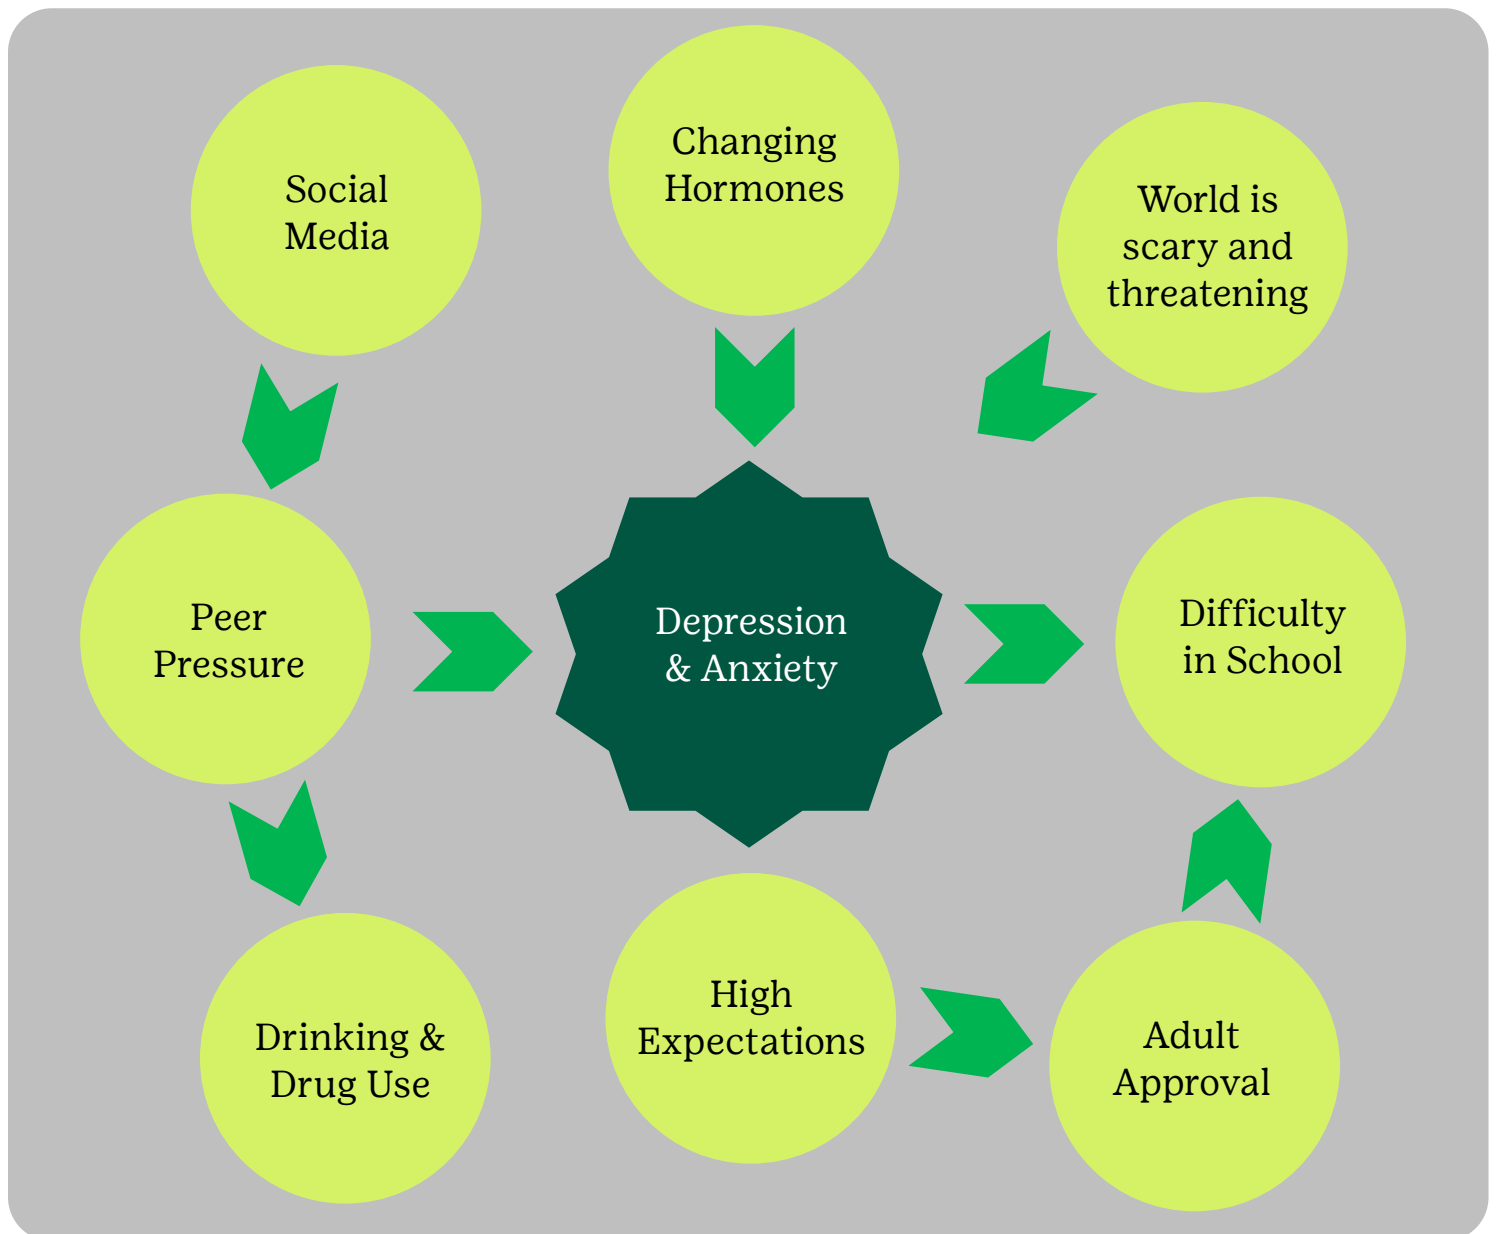 Social
Media
Changing
Hormones
World is
scary and
threatening
Peer
Pressure
Depression
& Anxiety
Difficulty
in School
Drinking &
Drug Use
High
Expectations
Adult
Approval